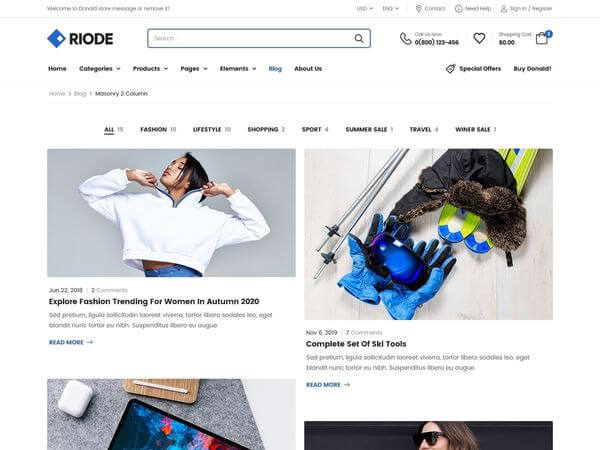 Welcome to Donald store message or remove it!
USD
ENG
Contact
Need Help
Sign in / Register
RIODE
Search...
Call Us Now:
0(800) 123-456
Shopping Cart:
$0.00
Home
Categories
Products
Pages
Elements
Blog
About Us
Special Offers
Buy Donald!
Home > Blog > Masonry 2 Column
ALL 15
FASHION 10
LIFESTYLE 10
SHOPPING 3
SPORT 4
SUMMER SALE 1
TRAVEL 4
WINER SALE 1
Jun 22, 2018 | 2 Comments
Explore Fashion Trending For Women In Autumn 2020
Sed pretium, ligula sollicitudin laoreet viverra, tortor libero sodales leo, eget
blandit nunc tortor eu nibh. Suspenditus libero eu augue.
READ MORE
Nov 6, 2019 | 7 Comments
Complete Set Of Ski Tools
Sed pretium, ligula sollicitudin laoreet viverra, tortor libero sodales leo, eget
blandit nunc tortor eu nibh. Suspenditus libero eu augue.
READ MORE